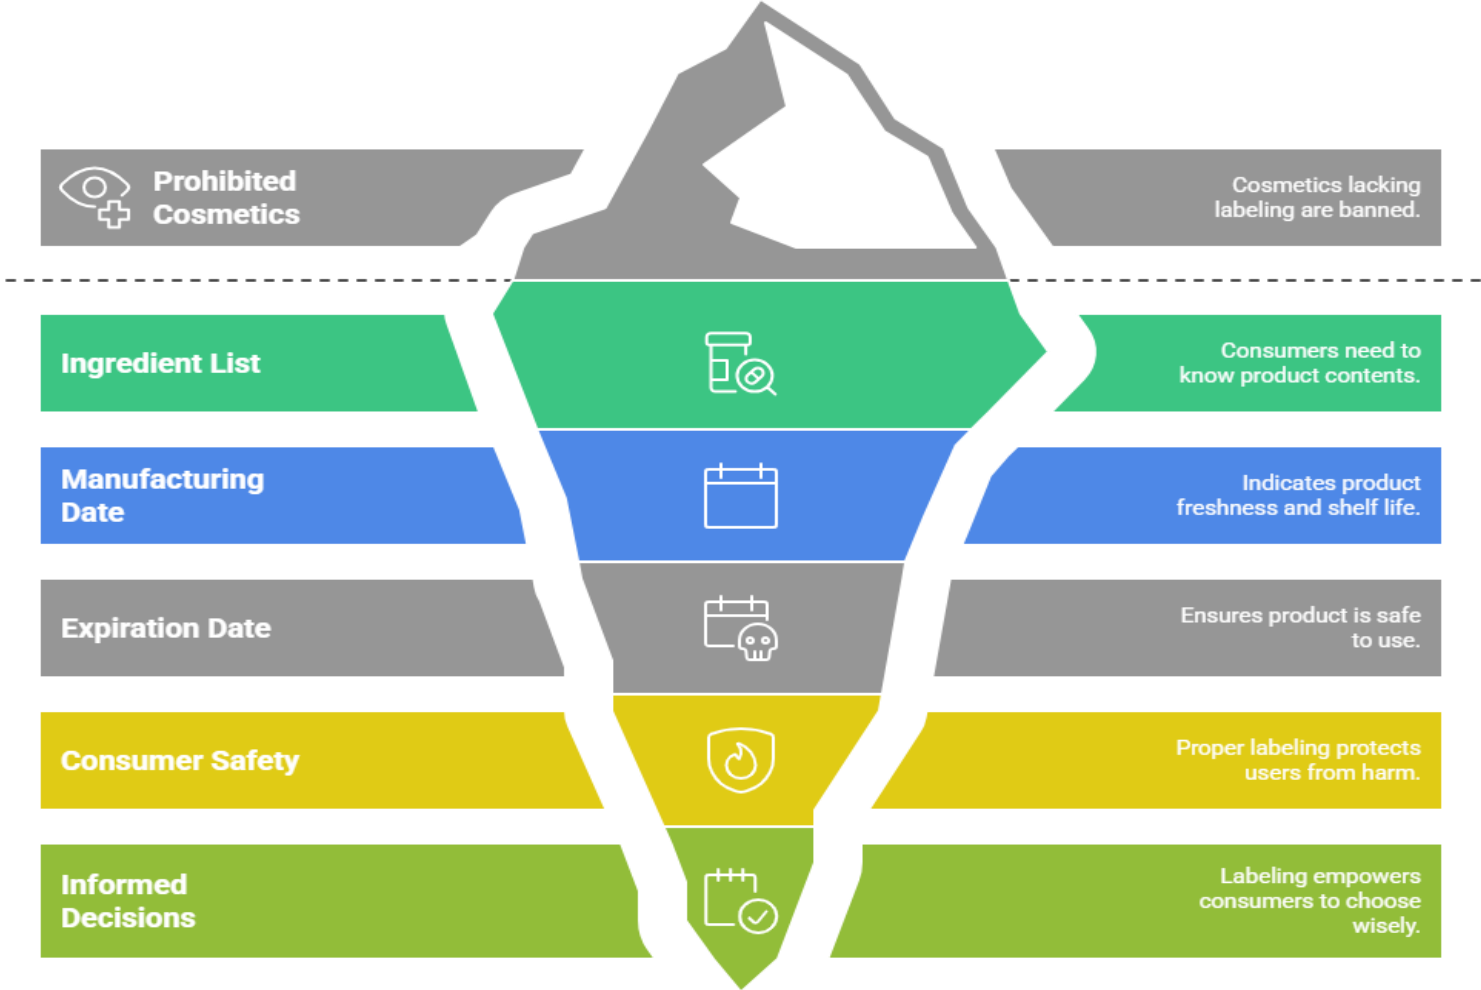 Prohibited
Cosmetics
Cosmetics lacking
labeling are banned.
Ingredient List
Consumers need to
know product contents.
Manufacturing
Date
Indicates product
freshness and shelf life.
Expiration Date
Ensures product is safe
to use.
Consumer Safety
Proper labeling protects
users from harm.
Informed
Decisions
Labeling empowers
consumers to choose
wisely.